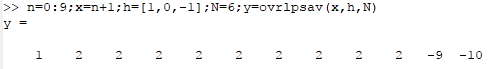 >> n=0:9;x=n+1;h=[1,0,-1];N=6;y=ovrlpsav(x,h,N)
y =
1 2 2 2 2 2 2 2 2 2 -9 -10